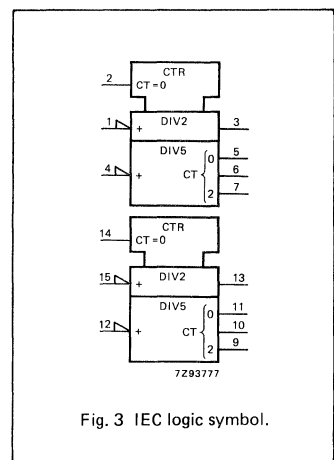 CTR
2
CT = 0
DIV2
1 + 3
DIV5
0 5
4 + CT 6
2 7
CTR
14
CT = 0
DIV2
15 + 13
DIV5
0 11
12 + CT 10
2 9
7Z93777
Fig. 3 IEC logic symbol.